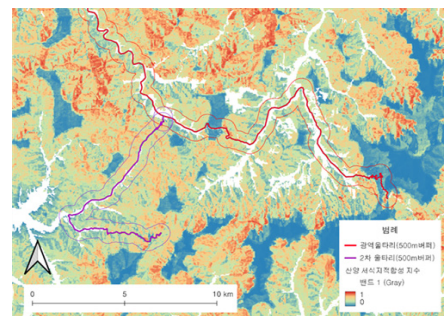 범례
광역울타리(500m버퍼)
2차 울타리(500m버퍼)
산양 서식지적합성 지수
밴드 1 (Gray)
1
0
0 5 10 km